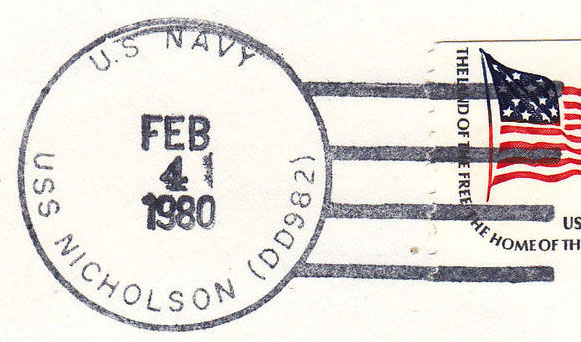 U.S NAVY
FEB
4
1980
USS NICHOLSON (DD982)
THE LAND OF THE FREE THE HOME OF TH
US